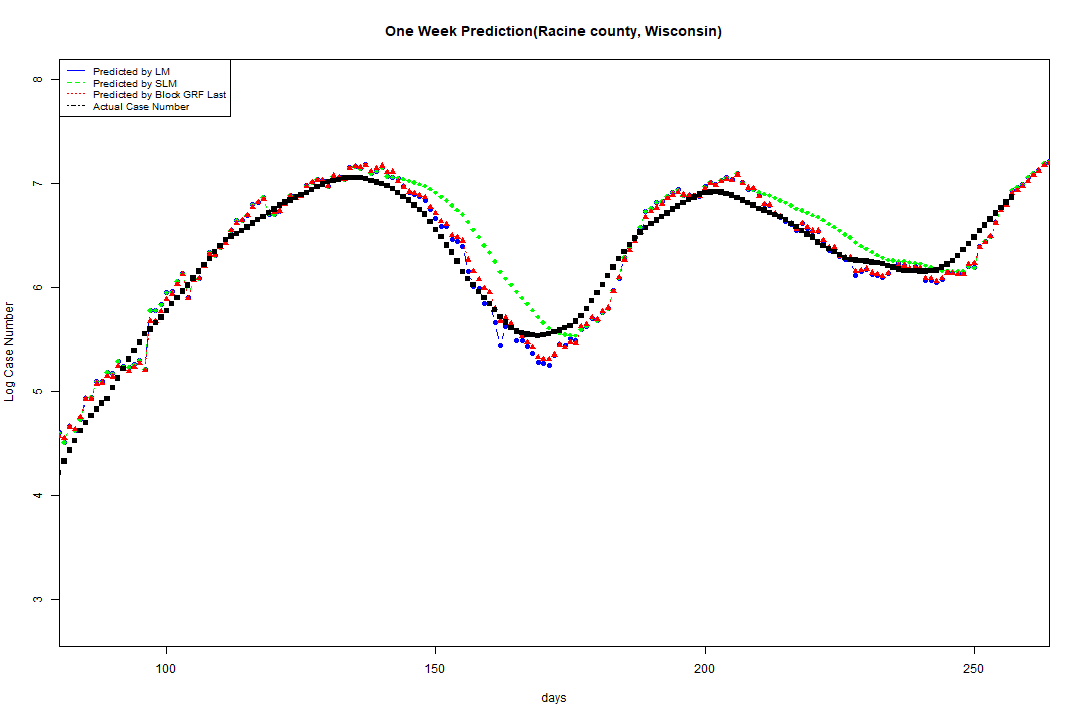 One Week Prediction(Racine county, Wisconsin)
Predicted by LM
Predicted by SLM
Predicted by Block GRF Last
Actual Case Number
8
7
6
5
4
3
Log Case Number
100 150 200 250
days